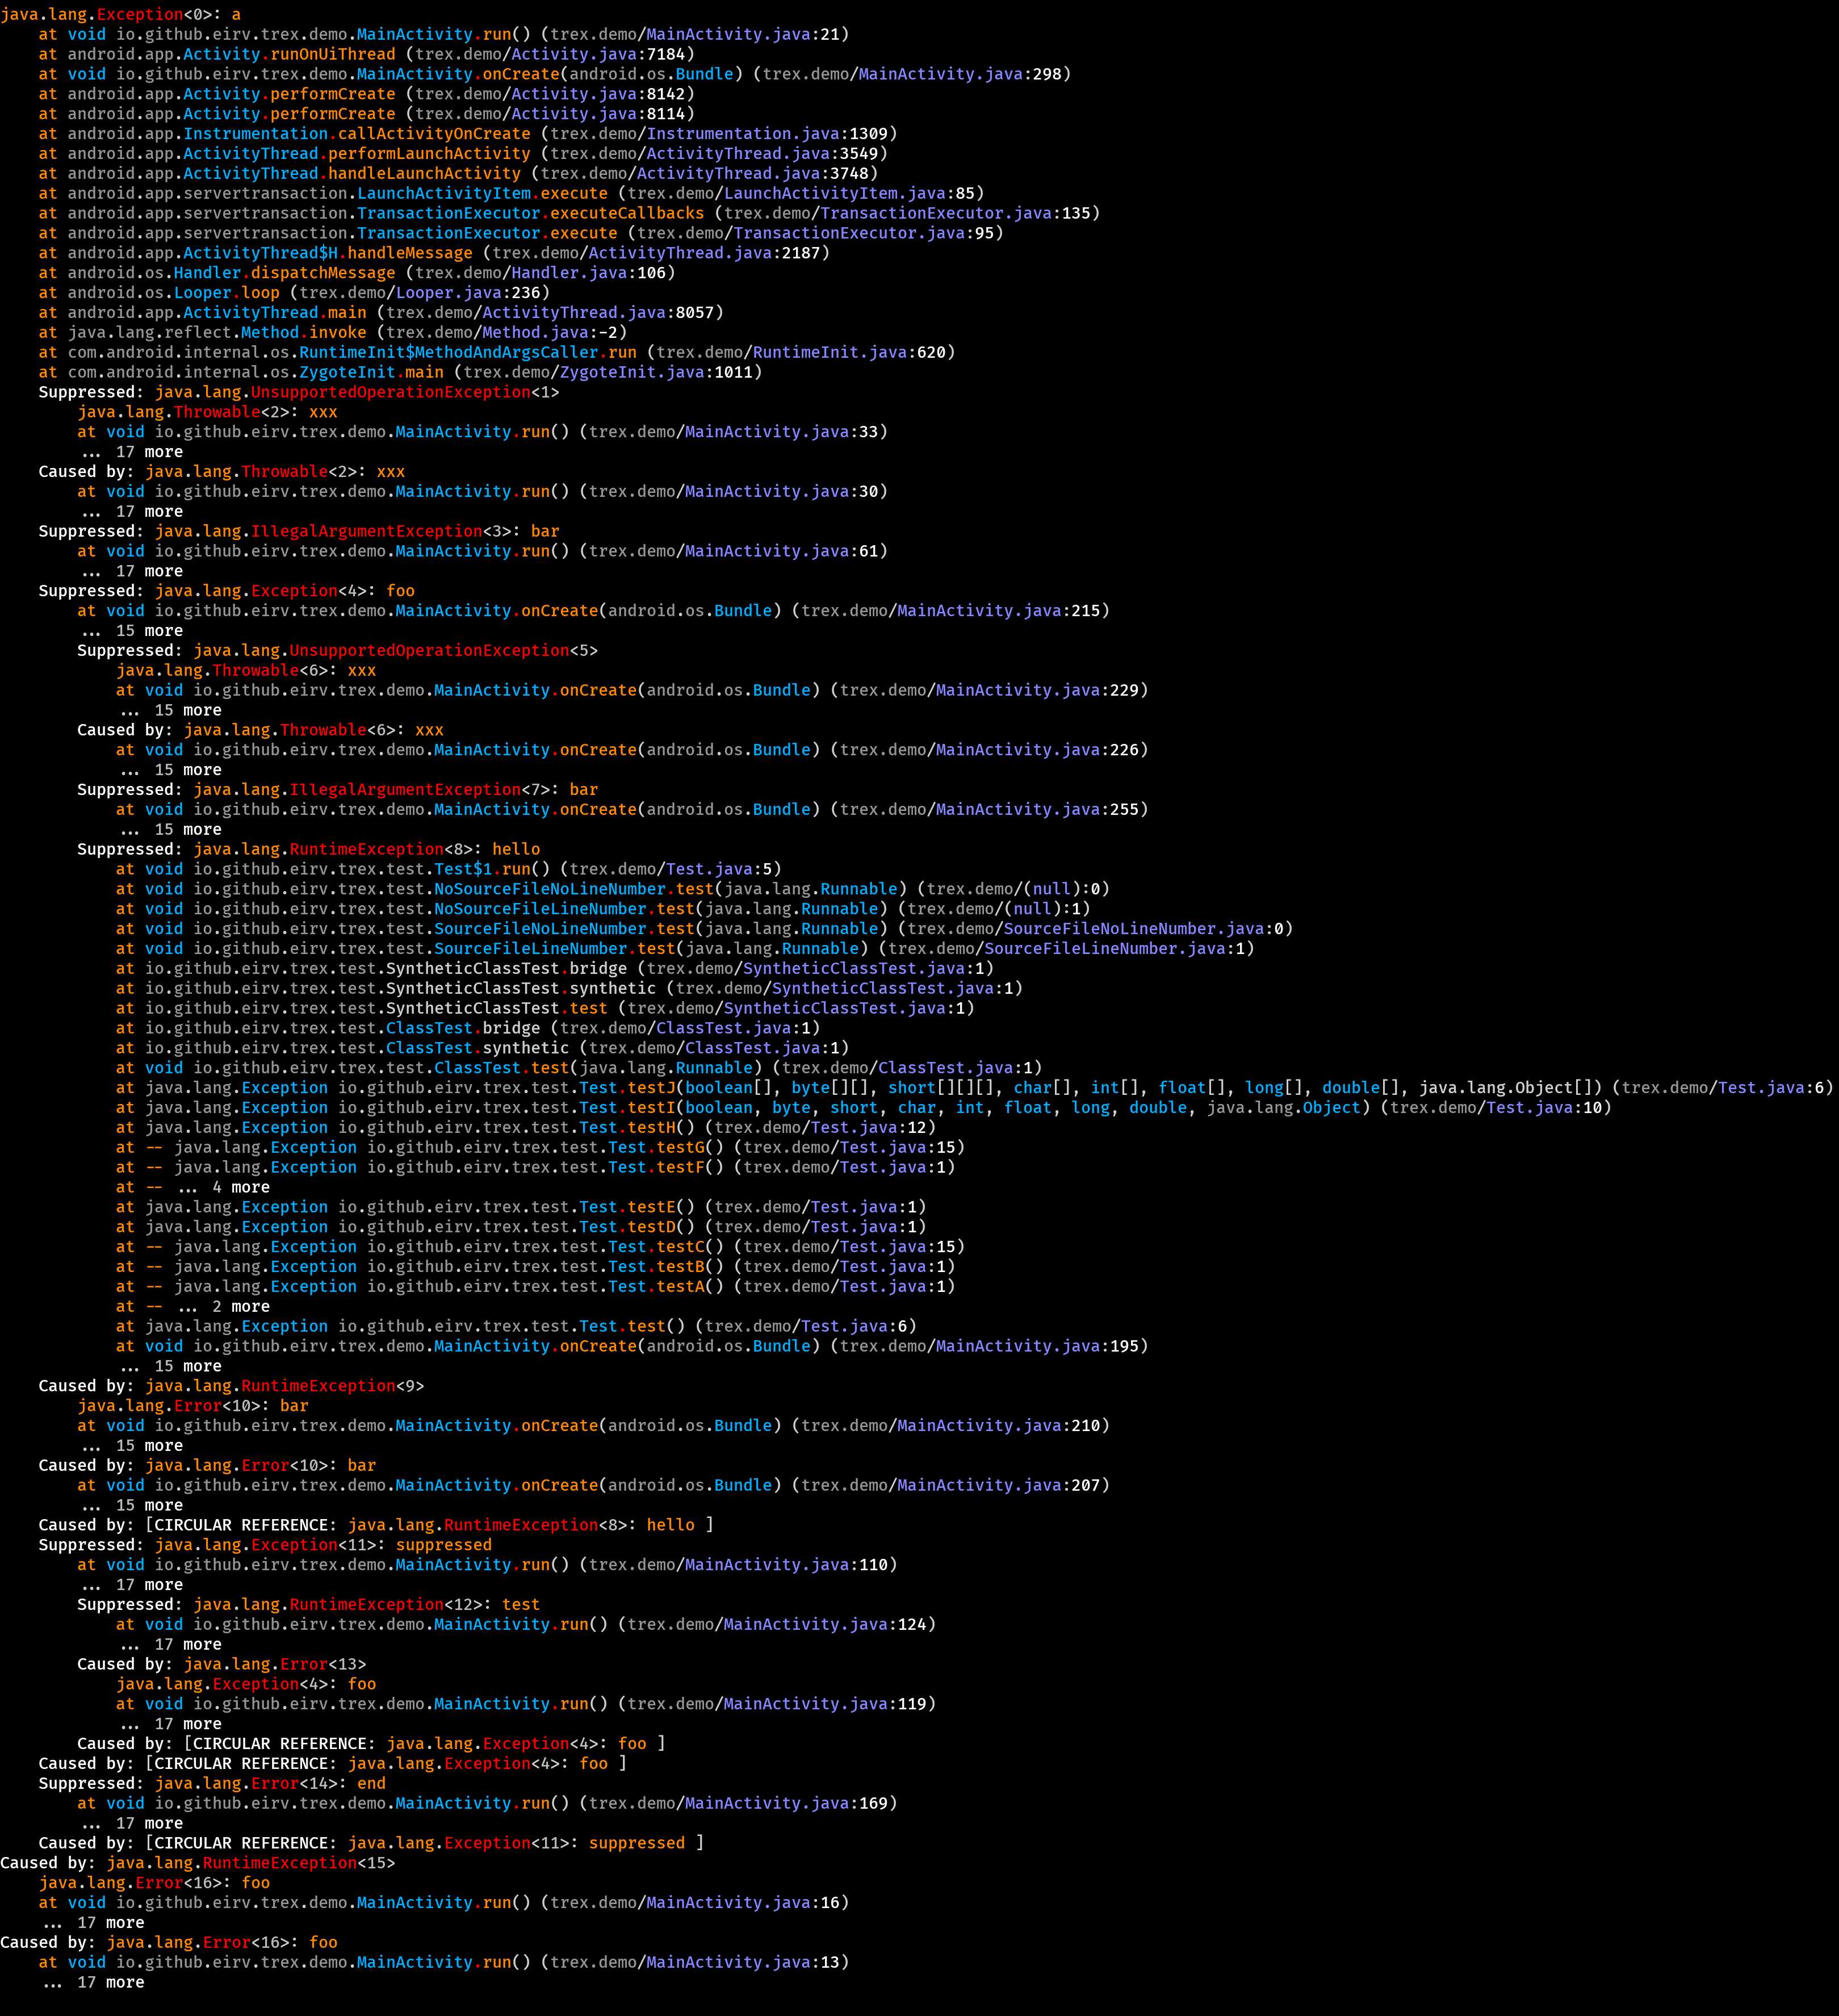 java.lang.Exception<0>: a
    at void io.github.eirv.trex.demo.MainActivity.run() (trex.demo/MainActivity.java:21)
    at android.app.Activity.runOnUiThread (trex.demo/Activity.java:7184)
    at void io.github.eirv.trex.demo.MainActivity.onCreate(android.os.Bundle) (trex.demo/MainActivity.java:298)
    at android.app.Activity.performCreate (trex.demo/Activity.java:8142)
    at android.app.Activity.performCreate (trex.demo/Activity.java:8114)
    at android.app.Instrumentation.callActivityOnCreate (trex.demo/Instrumentation.java:1309)
    at android.app.ActivityThread.performLaunchActivity (trex.demo/ActivityThread.java:3549)
    at android.app.ActivityThread.handleLaunchActivity (trex.demo/ActivityThread.java:3748)
    at android.app.servertransaction.LaunchActivityItem.execute (trex.demo/LaunchActivityItem.java:85)
    at android.app.servertransaction.TransactionExecutor.executeCallbacks (trex.demo/TransactionExecutor.java:135)
    at android.app.servertransaction.TransactionExecutor.execute (trex.demo/TransactionExecutor.java:95)
    at android.app.ActivityThread$H.handleMessage (trex.demo/ActivityThread.java:2187)
    at android.os.Handler.dispatchMessage (trex.demo/Handler.java:106)
    at android.os.Looper.loop (trex.demo/Looper.java:236)
    at android.app.ActivityThread.main (trex.demo/ActivityThread.java:8057)
    at java.lang.reflect.Method.invoke (trex.demo/Method.java:-2)
    at com.android.internal.os.RuntimeInit$MethodAndArgsCaller.run (trex.demo/RuntimeInit.java:620)
    at com.android.internal.os.ZygoteInit.main (trex.demo/ZygoteInit.java:1011)
    Suppressed: java.lang.UnsupportedOperationException<1>
        java.lang.Throwable<2>: xxx
        at void io.github.eirv.trex.demo.MainActivity.run() (trex.demo/MainActivity.java:33)
        ... 17 more
    Caused by: java.lang.Throwable<2>: xxx
        at void io.github.eirv.trex.demo.MainActivity.run() (trex.demo/MainActivity.java:30)
        ... 17 more
    Suppressed: java.lang.IllegalArgumentException<3>: bar
        at void io.github.eirv.trex.demo.MainActivity.run() (trex.demo/MainActivity.java:61)
        ... 17 more
    Suppressed: java.lang.Exception<4>: foo
        at void io.github.eirv.trex.demo.MainActivity.onCreate(android.os.Bundle) (trex.demo/MainActivity.java:215)
        ... 15 more
        Suppressed: java.lang.UnsupportedOperationException<5>
            java.lang.Throwable<6>: xxx
            at void io.github.eirv.trex.demo.MainActivity.onCreate(android.os.Bundle) (trex.demo/MainActivity.java:229)
            ... 15 more
        Caused by: java.lang.Throwable<6>: xxx
            at void io.github.eirv.trex.demo.MainActivity.onCreate(android.os.Bundle) (trex.demo/MainActivity.java:226)
            ... 15 more
        Suppressed: java.lang.IllegalArgumentException<7>: bar
            at void io.github.eirv.trex.demo.MainActivity.onCreate(android.os.Bundle) (trex.demo/MainActivity.java:255)
            ... 15 more
        Suppressed: java.lang.RuntimeException<8>: hello
            at void io.github.eirv.trex.test.Test$1.run() (trex.demo/Test.java:5)
            at void io.github.eirv.trex.test.NoSourceFileNoLineNumber.test(java.lang.Runnable) (trex.demo/(null):0)
            at void io.github.eirv.trex.test.NoSourceFileLineNumber.test(java.lang.Runnable) (trex.demo/(null):1)
            at void io.github.eirv.trex.test.SourceFileNoLineNumber.test(java.lang.Runnable) (trex.demo/SourceFileNoLineNumber.java:0)
            at void io.github.eirv.trex.test.SourceFileLineNumber.test(java.lang.Runnable) (trex.demo/SourceFileLineNumber.java:1)
            at io.github.eirv.trex.test.SyntheticClassTest.bridge (trex.demo/SyntheticClassTest.java:1)
            at io.github.eirv.trex.test.SyntheticClassTest.synthetic (trex.demo/SyntheticClassTest.java:1)
            at io.github.eirv.trex.test.SyntheticClassTest.test (trex.demo/SyntheticClassTest.java:1)
            at io.github.eirv.trex.test.ClassTest.bridge (trex.demo/ClassTest.java:1)
            at io.github.eirv.trex.test.ClassTest.synthetic (trex.demo/ClassTest.java:1)
            at void io.github.eirv.trex.test.ClassTest.test(java.lang.Runnable) (trex.demo/ClassTest.java:1)
            at java.lang.Exception io.github.eirv.trex.test.Test.testJ(boolean[], byte[][], short[][][], char[], int[], float[], long[], double[], java.lang.Object[]) (trex.demo/Test.java:6)
            at java.lang.Exception io.github.eirv.trex.test.Test.testI(boolean, byte, short, char, int, float, long, double, java.lang.Object) (trex.demo/Test.java:10)
            at java.lang.Exception io.github.eirv.trex.test.Test.testH() (trex.demo/Test.java:12)
            at -- java.lang.Exception io.github.eirv.trex.test.Test.testG() (trex.demo/Test.java:15)
            at -- java.lang.Exception io.github.eirv.trex.test.Test.testF() (trex.demo/Test.java:1)
            at -- ... 4 more
            at java.lang.Exception io.github.eirv.trex.test.Test.testE() (trex.demo/Test.java:1)
            at java.lang.Exception io.github.eirv.trex.test.Test.testD() (trex.demo/Test.java:1)
            at -- java.lang.Exception io.github.eirv.trex.test.Test.testC() (trex.demo/Test.java:15)
            at -- java.lang.Exception io.github.eirv.trex.test.Test.testB() (trex.demo/Test.java:1)
            at -- java.lang.Exception io.github.eirv.trex.test.Test.testA() (trex.demo/Test.java:1)
            at -- ... 2 more
            at java.lang.Exception io.github.eirv.trex.test.Test.test() (trex.demo/Test.java:6)
            at void io.github.eirv.trex.demo.MainActivity.onCreate(android.os.Bundle) (trex.demo/MainActivity.java:195)
            ... 15 more
    Caused by: java.lang.RuntimeException<9>
        java.lang.Error<10>: bar
        at void io.github.eirv.trex.demo.MainActivity.onCreate(android.os.Bundle) (trex.demo/MainActivity.java:210)
        ... 15 more
    Caused by: java.lang.Error<10>: bar
        at void io.github.eirv.trex.demo.MainActivity.onCreate(android.os.Bundle) (trex.demo/MainActivity.java:207)
        ... 15 more
    Caused by: [CIRCULAR REFERENCE: java.lang.RuntimeException<8>: hello ]
    Suppressed: java.lang.Exception<11>: suppressed
        at void io.github.eirv.trex.demo.MainActivity.run() (trex.demo/MainActivity.java:110)
        ... 17 more
        Suppressed: java.lang.RuntimeException<12>: test
            at void io.github.eirv.trex.demo.MainActivity.run() (trex.demo/MainActivity.java:124)
            ... 17 more
        Caused by: java.lang.Error<13>
            java.lang.Exception<4>: foo
            at void io.github.eirv.trex.demo.MainActivity.run() (trex.demo/MainActivity.java:119)
            ... 17 more
        Caused by: [CIRCULAR REFERENCE: java.lang.Exception<4>: foo ]
    Caused by: [CIRCULAR REFERENCE: java.lang.Exception<4>: foo ]
    Suppressed: java.lang.Error<14>: end
        at void io.github.eirv.trex.demo.MainActivity.run() (trex.demo/MainActivity.java:169)
        ... 17 more
    Caused by: [CIRCULAR REFERENCE: java.lang.Exception<11>: suppressed ]
Caused by: java.lang.RuntimeException<15>
    java.lang.Error<16>: foo
    at void io.github.eirv.trex.demo.MainActivity.run() (trex.demo/MainActivity.java:16)
    ... 17 more
Caused by: java.lang.Error<16>: foo
    at void io.github.eirv.trex.demo.MainActivity.run() (trex.demo/MainActivity.java:13)
    ... 17 more